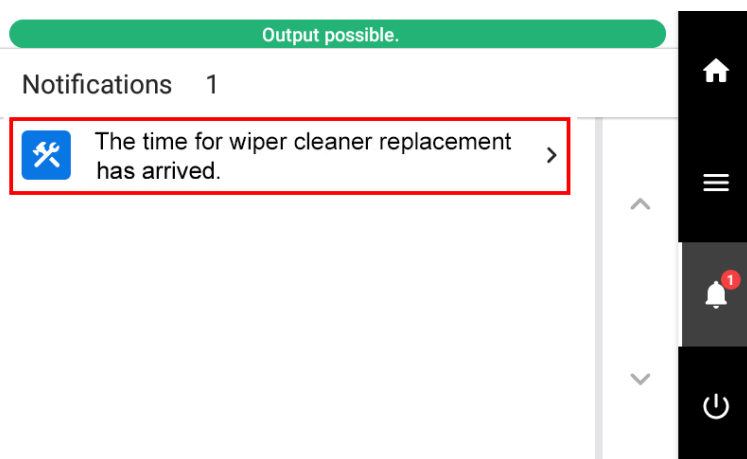 Output possible.
Notifications 1
The time for wiper cleaner replacement
has arrived.
1